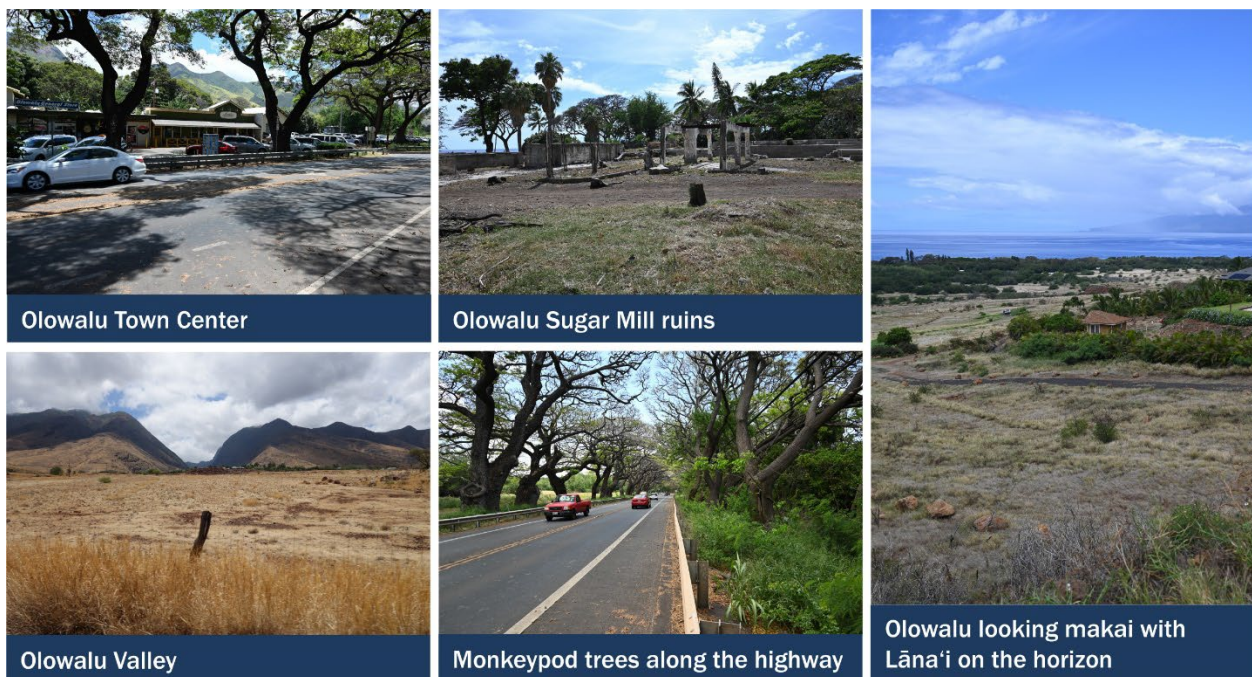 Olowalu Town Center
Olowalu Sugar Mill ruins
Olowalu Valley
Monkeypod trees along the highway
Olowalu looking makai with
Lānaʻi on the horizon